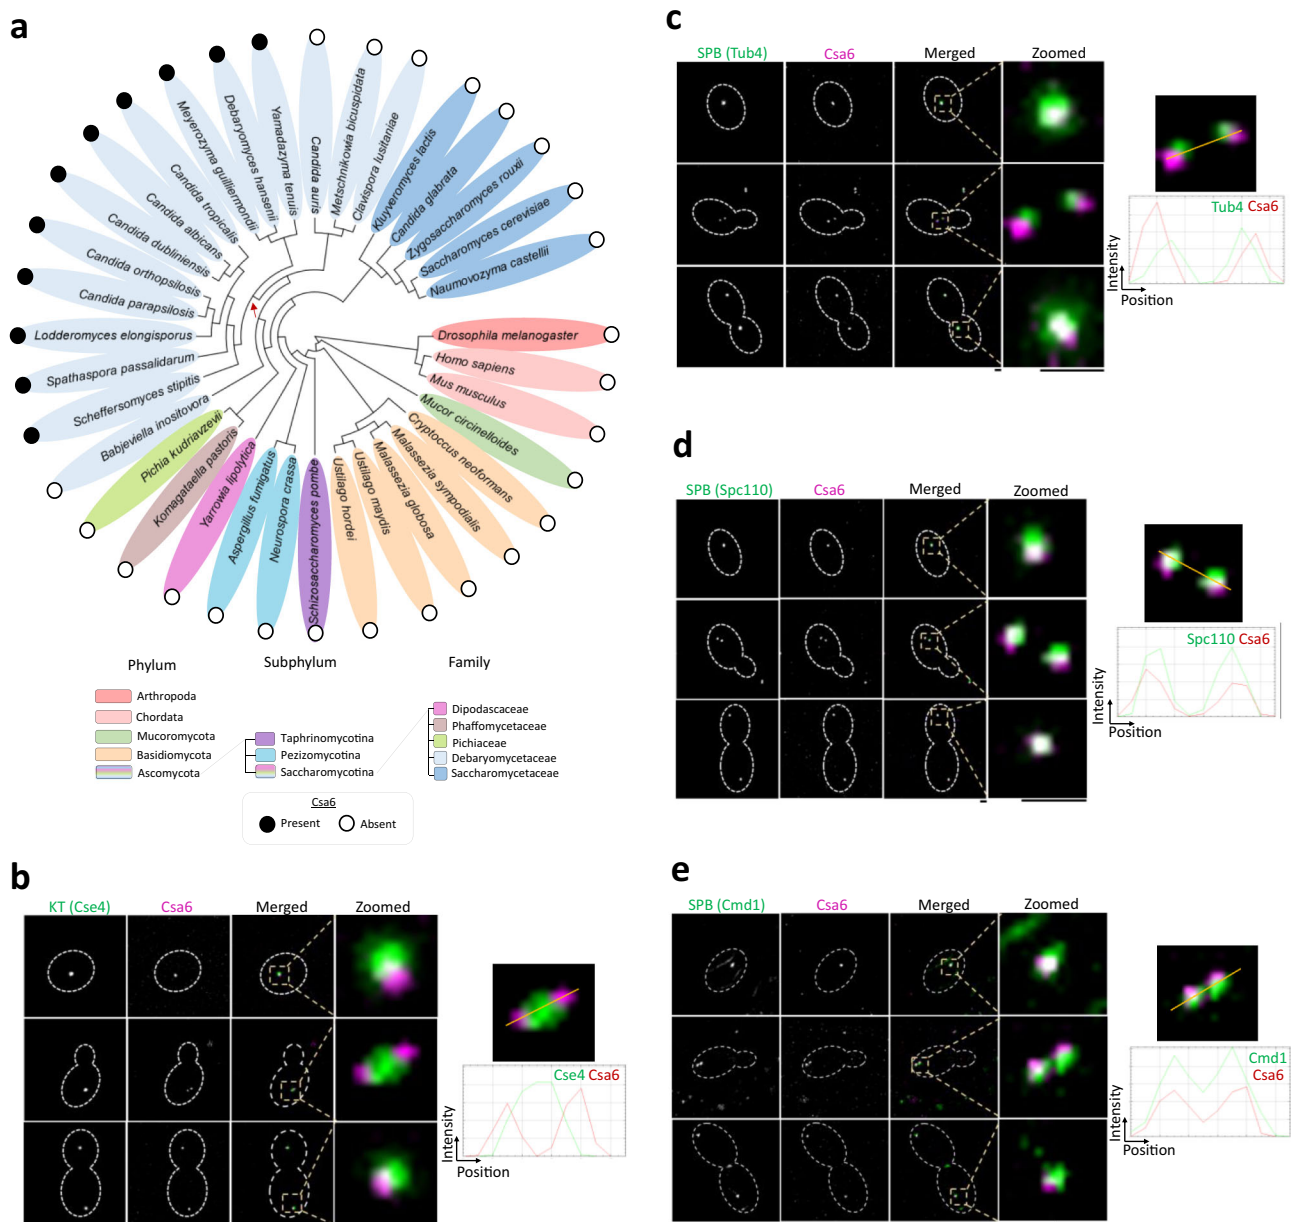 a
Candida auris
Metschnikowia bicuspidata
Clavispora lusitaniae
Kluyveromyces lactis
Candida glabrata
Zygosaccharomyces rouxii
Saccharomyces cerevisiae
Naumovozyma castellii
Drosophila melanogaster
Homo sapiens
Mus musculus
Mucor circinelloides
Cryptoccus neoformans
Malassezia sympodialis
Malassezia globosa
Ustilago maydis
Ustilago hordei
Schizosaccharomyces pombe
Neurospora crassa
Aspergillus fumigatus
Yarrowia lipolytica
Komagataella pastoris
Pichia kudriavzevii
Babjeviella inositovora
Scheffersomyces stipitis
Spathaspora passalidarum
Lodderomyces elongisporus
Candida parapsilosis
Candida orthopsilosis
Candida dubliniensis
Candida albicans
Candida tropicalis
Meyerozyma guilliermondii
Debaryomyces hansenii
Yamadazyma tenuis
Phylum
Arthropoda
Chordata
Mucoromycota
Basidiomycota
Ascomycota
Subphylum
Taphrinomycotina
Pezizomycotina
Saccharomycotina
Family
Dipodascaceae
Phaffomycetaceae
Pichiaceae
Debaryomycetaceae
Saccharomycetaceae
Csa6
Present Absent
b
KT (Cse4) Csa6 Merged Zoomed
Cse4 Csa6
Intensity
Position
c
SPB (Tub4) Csa6 Merged Zoomed
Tub4 Csa6
Intensity
Position
d
SPB (Spc110) Csa6 Merged Zoomed
Spc110 Csa6
Intensity
Position
e
SPB (Cmd1) Csa6 Merged Zoomed
Cmd1
Csa6
Intensity
Position